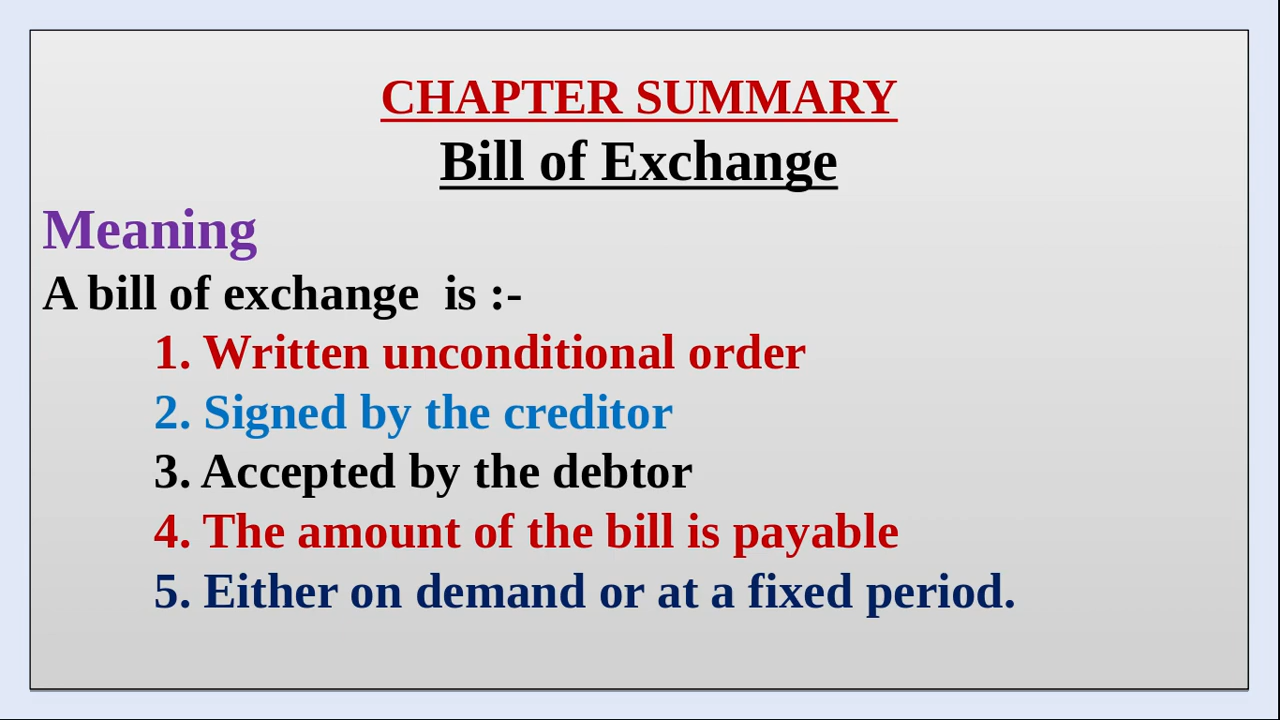 CHAPTER SUMMARY
Bill of Exchange
Meaning
A bill of exchange  is :-
1. Written unconditional order
2. Signed by the creditor
3. Accepted by the debtor
4. The amount of the bill is payable
5. Either on demand or at a fixed period.